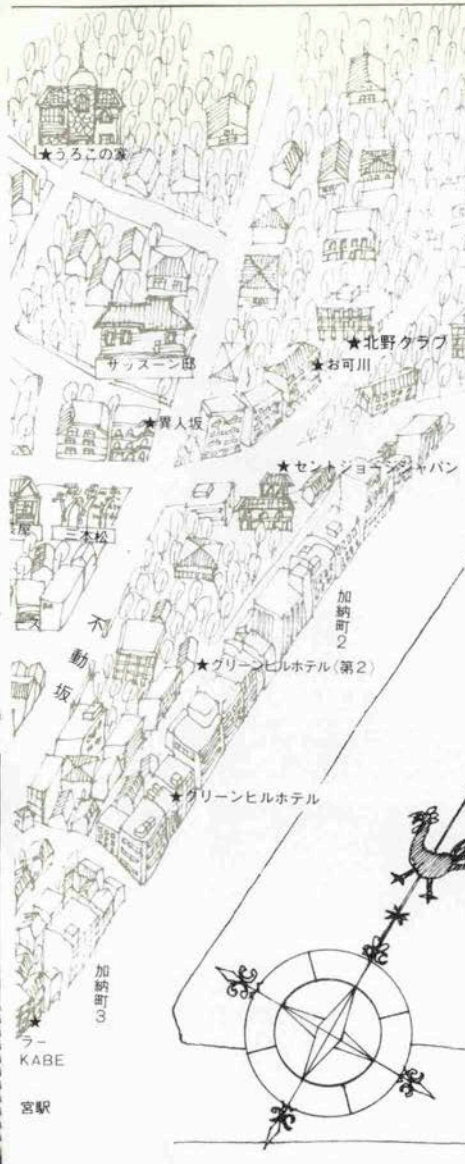 ★うろこの家
サッスーン邸
★北野クラブ
★お可川
★異人坂
★セントジョーンジャパン
二本松
不動坂
加納町2
★グリーンヒルホテル(第2)
★グリーンヒルホテル
加納町3
★
ラー
KABE
宮駅